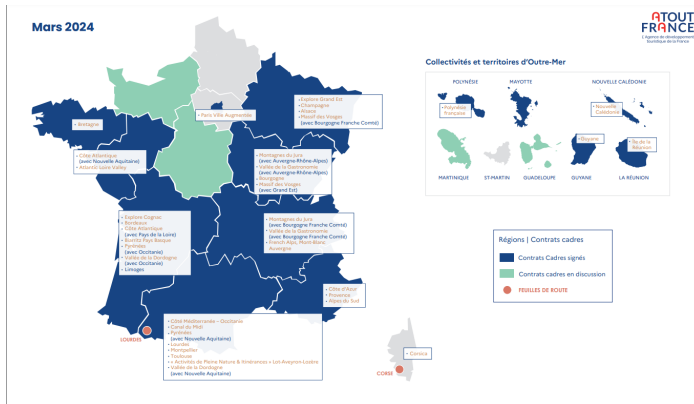 Mars 2024
ATOUT
FRANCE
L'Agence de développement
touristique de la France
Collectivités et territoires d'Outre-Mer
POLYNÉSIE
MAYOTTE
NOUVELLE CALÉDONIE
• Polynésie
française
• Nouvelle
Calédonie
• Guyane
• Île de la
Réunion
MARTINIQUE
ST-MARTIN
GUADELOUPE
GUYANE
LA RÉUNION
• Explore Grand Est
• Champagne
• Alsace
• Massif des Vosges
(avec Bourgogne Franche Comté)
• Paris Ville Augmentée
• Bretagne
• Côte Atlantique
(avec Nouvelle Aquitaine)
• Atlantic Loire Valley
• Montagnes du Jura
(avec Auvergne-Rhône-Alpes)
• Vallée de la Gastronomie
(avec Auvergne-Rhône-Alpes)
• Bourgogne
• Massif des Vosges
(avec Grand Est)
• Explore Cognac
• Bordeaux
• Côte Atlantique
(avec Pays de la Loire)
• Biarritz Pays Basque
• Pyrénées
(avec Occitanie)
• Vallée de la Dordogne
(avec Occitanie)
• Limoges
• Montagnes du Jura
(avec Bourgogne Franche Comté)
• Vallée de la Gastronomie
(avec Bourgogne Franche Comté)
• French Alps, Mont-Blanc
Auvergne
• Côte d'Azur
• Provence
• Alpes du Sud
• Côté Méditerranée - Occitanie
• Canal du Midi
• Pyrénées
(avec Nouvelle Aquitaine)
• Lourdes
• Montpellier
• Toulouse
• « Activités de Pleine Nature & Itinérances » Lot-Aveyron-Lozère
• Vallée de la Dordogne
(avec Nouvelle Aquitaine)
LOURDES
• Corsica
CORSE
Régions | Contrats cadres
Contrats Cadres signés
Contrats cadres en discussion
FEUILLES DE ROUTE